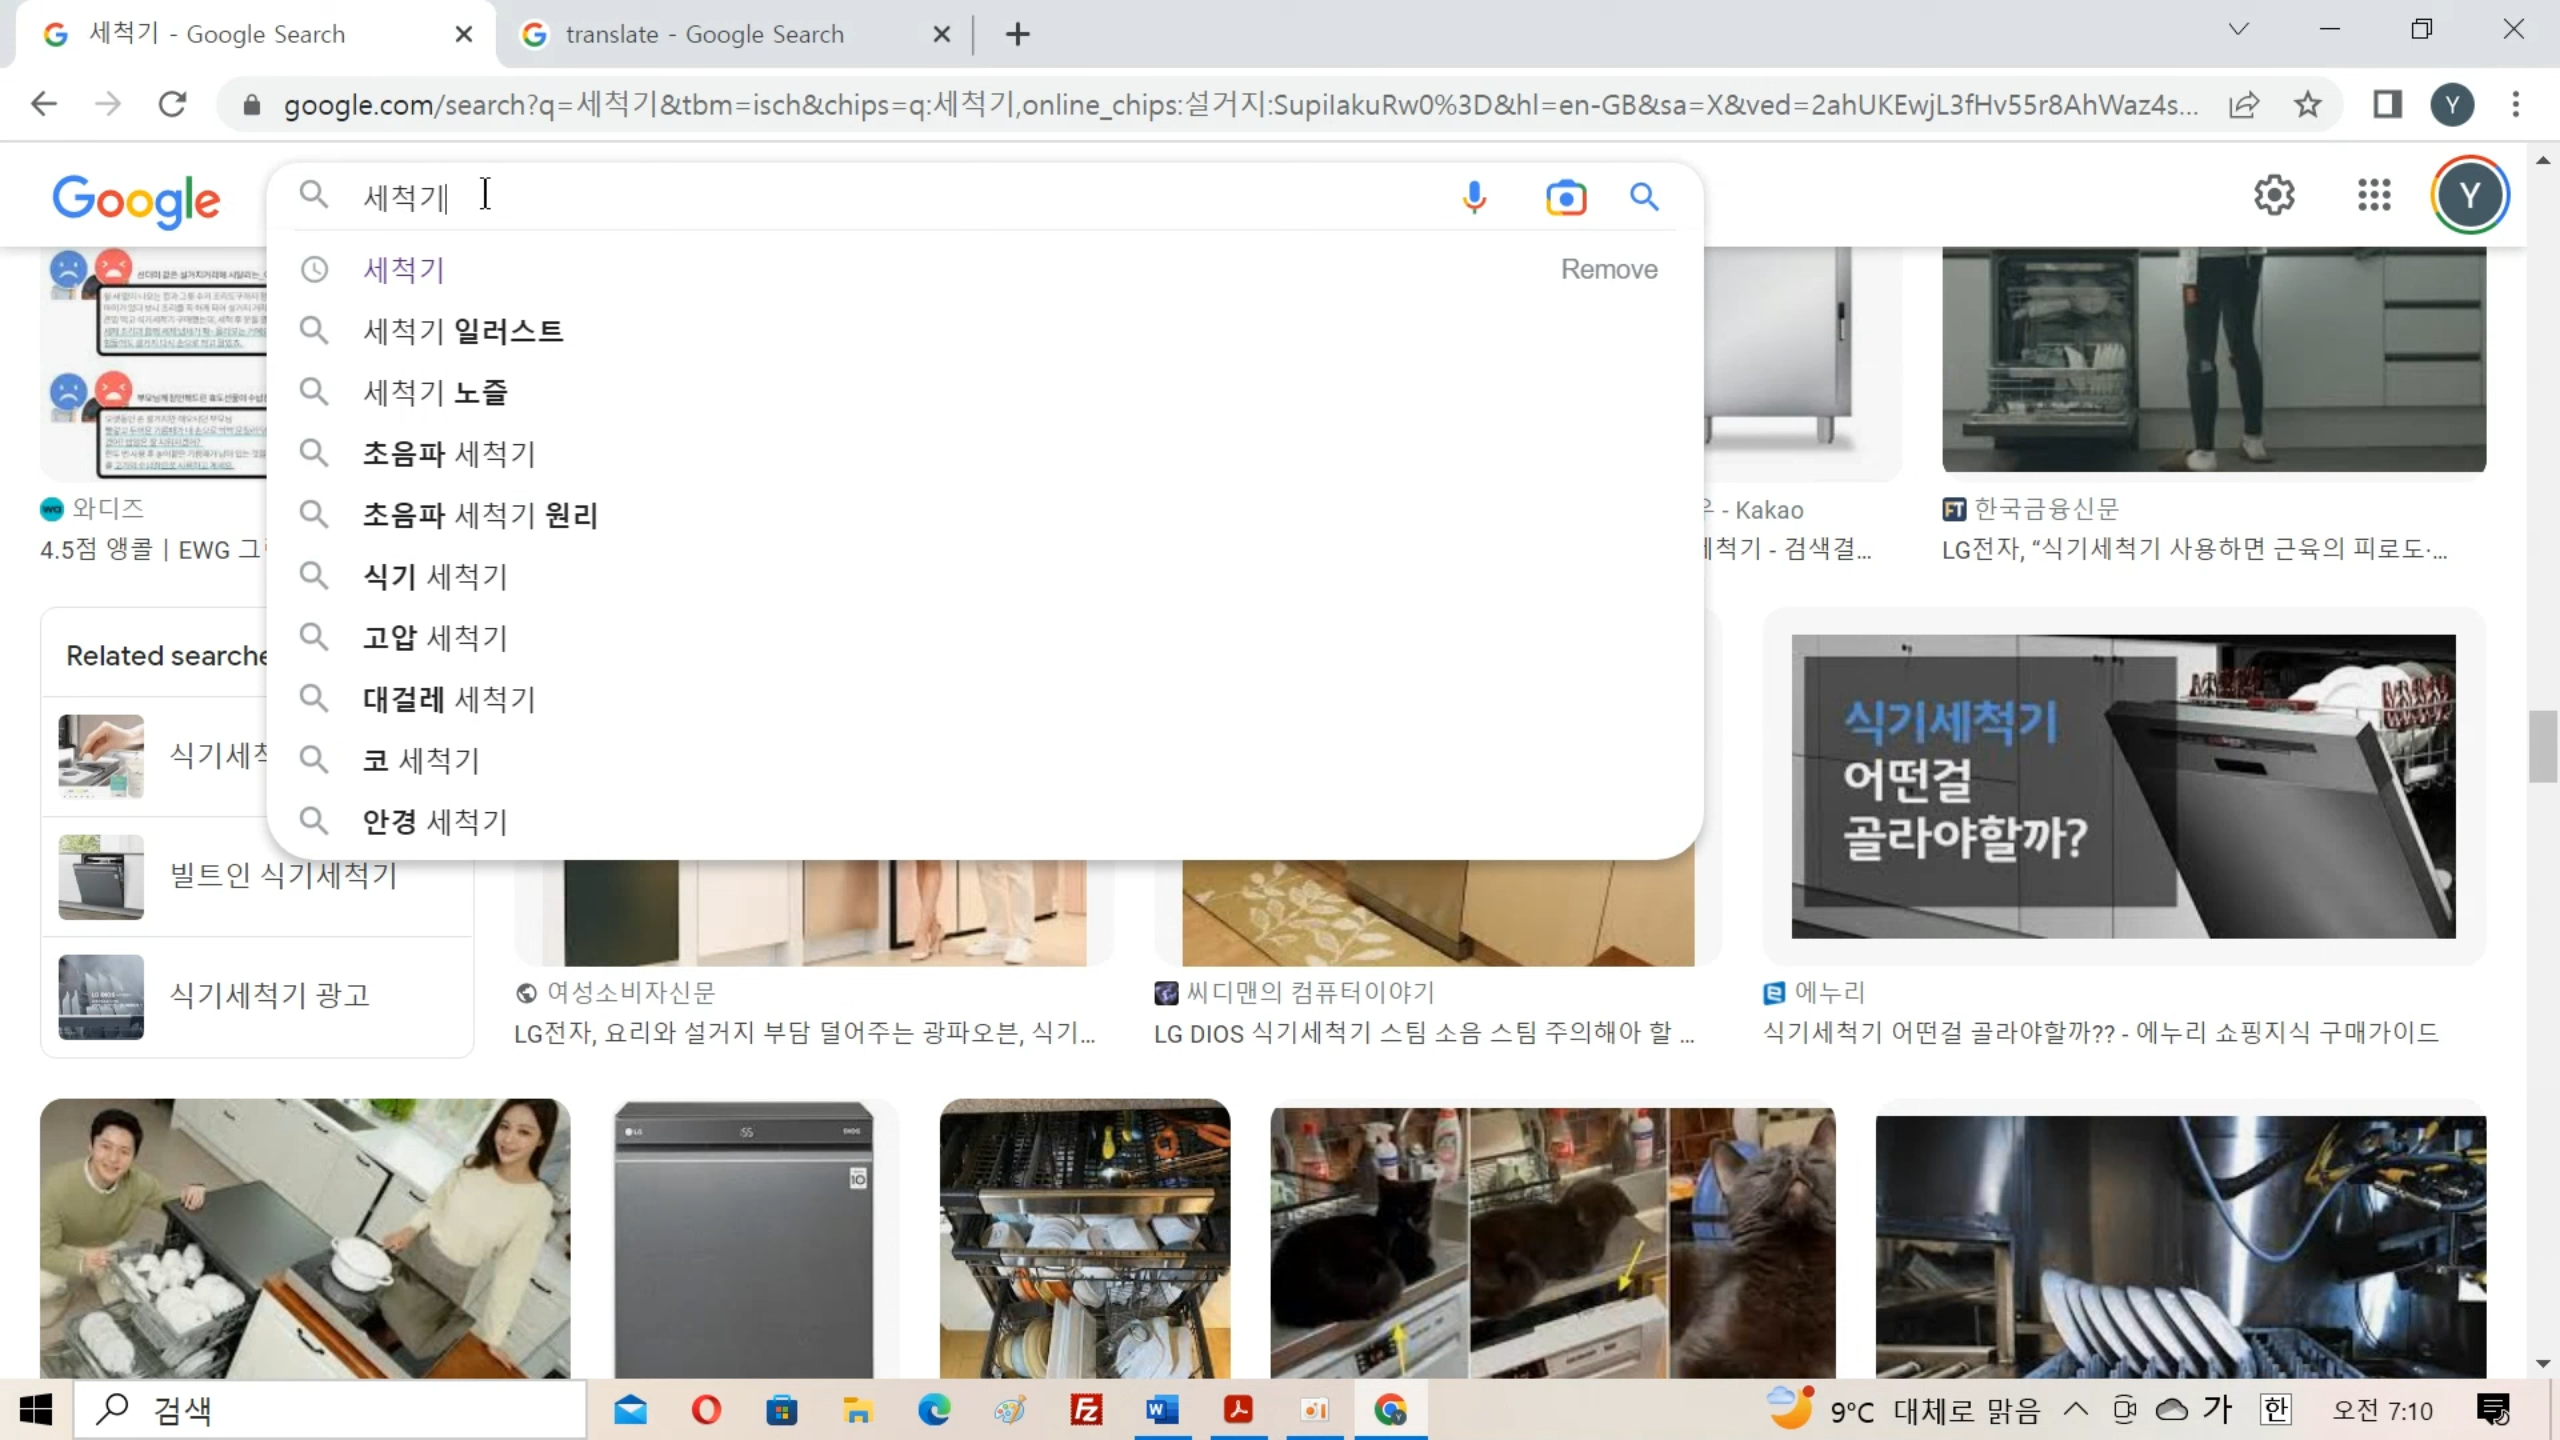 세척기 - Google Search
translate - Google Search
google.com/search?q=세척기&tbm=isch&chips=q:세척기,online_chips:설거지:SupiIakuRw0%3D&hl=en-GB&sa=X&ved=2ahUKEwjL3fHv55r8AhWaz4s...
Y
Google
세척기
Y
세척기
Remove
세척기 일러스트
세척기 노즐
초음파 세척기
초음파 세척기 원리
식기 세척기
고압 세척기
대걸레 세척기
코 세척기
안경 세척기
와디즈
4.5점 앵콜 | EWG
- Kakao
세척기 - 검색결...
FT 한국금융신문
LG전자, “식기세척기 사용하면 근육의 피로도·...
Related searche
식기세척
빌트인 식기세척기
식기세척기 광고
식기세척기
어떤걸
골라야할까?
여성소비자신문
LG전자, 요리와 설거지 부담 덜어주는 광파오븐, 식기...
씨디맨의 컴퓨터이야기
LG DIOS 식기세척기 스팀 소음 스팀 주의해아 할 ...
에누리
식기세척기 어떤걸 골라야할까?? - 에누리 쇼핑지식 구매가이드
LG
DIOS
10
검색
9°C 대체로 맑음
가
한
오전 7:10